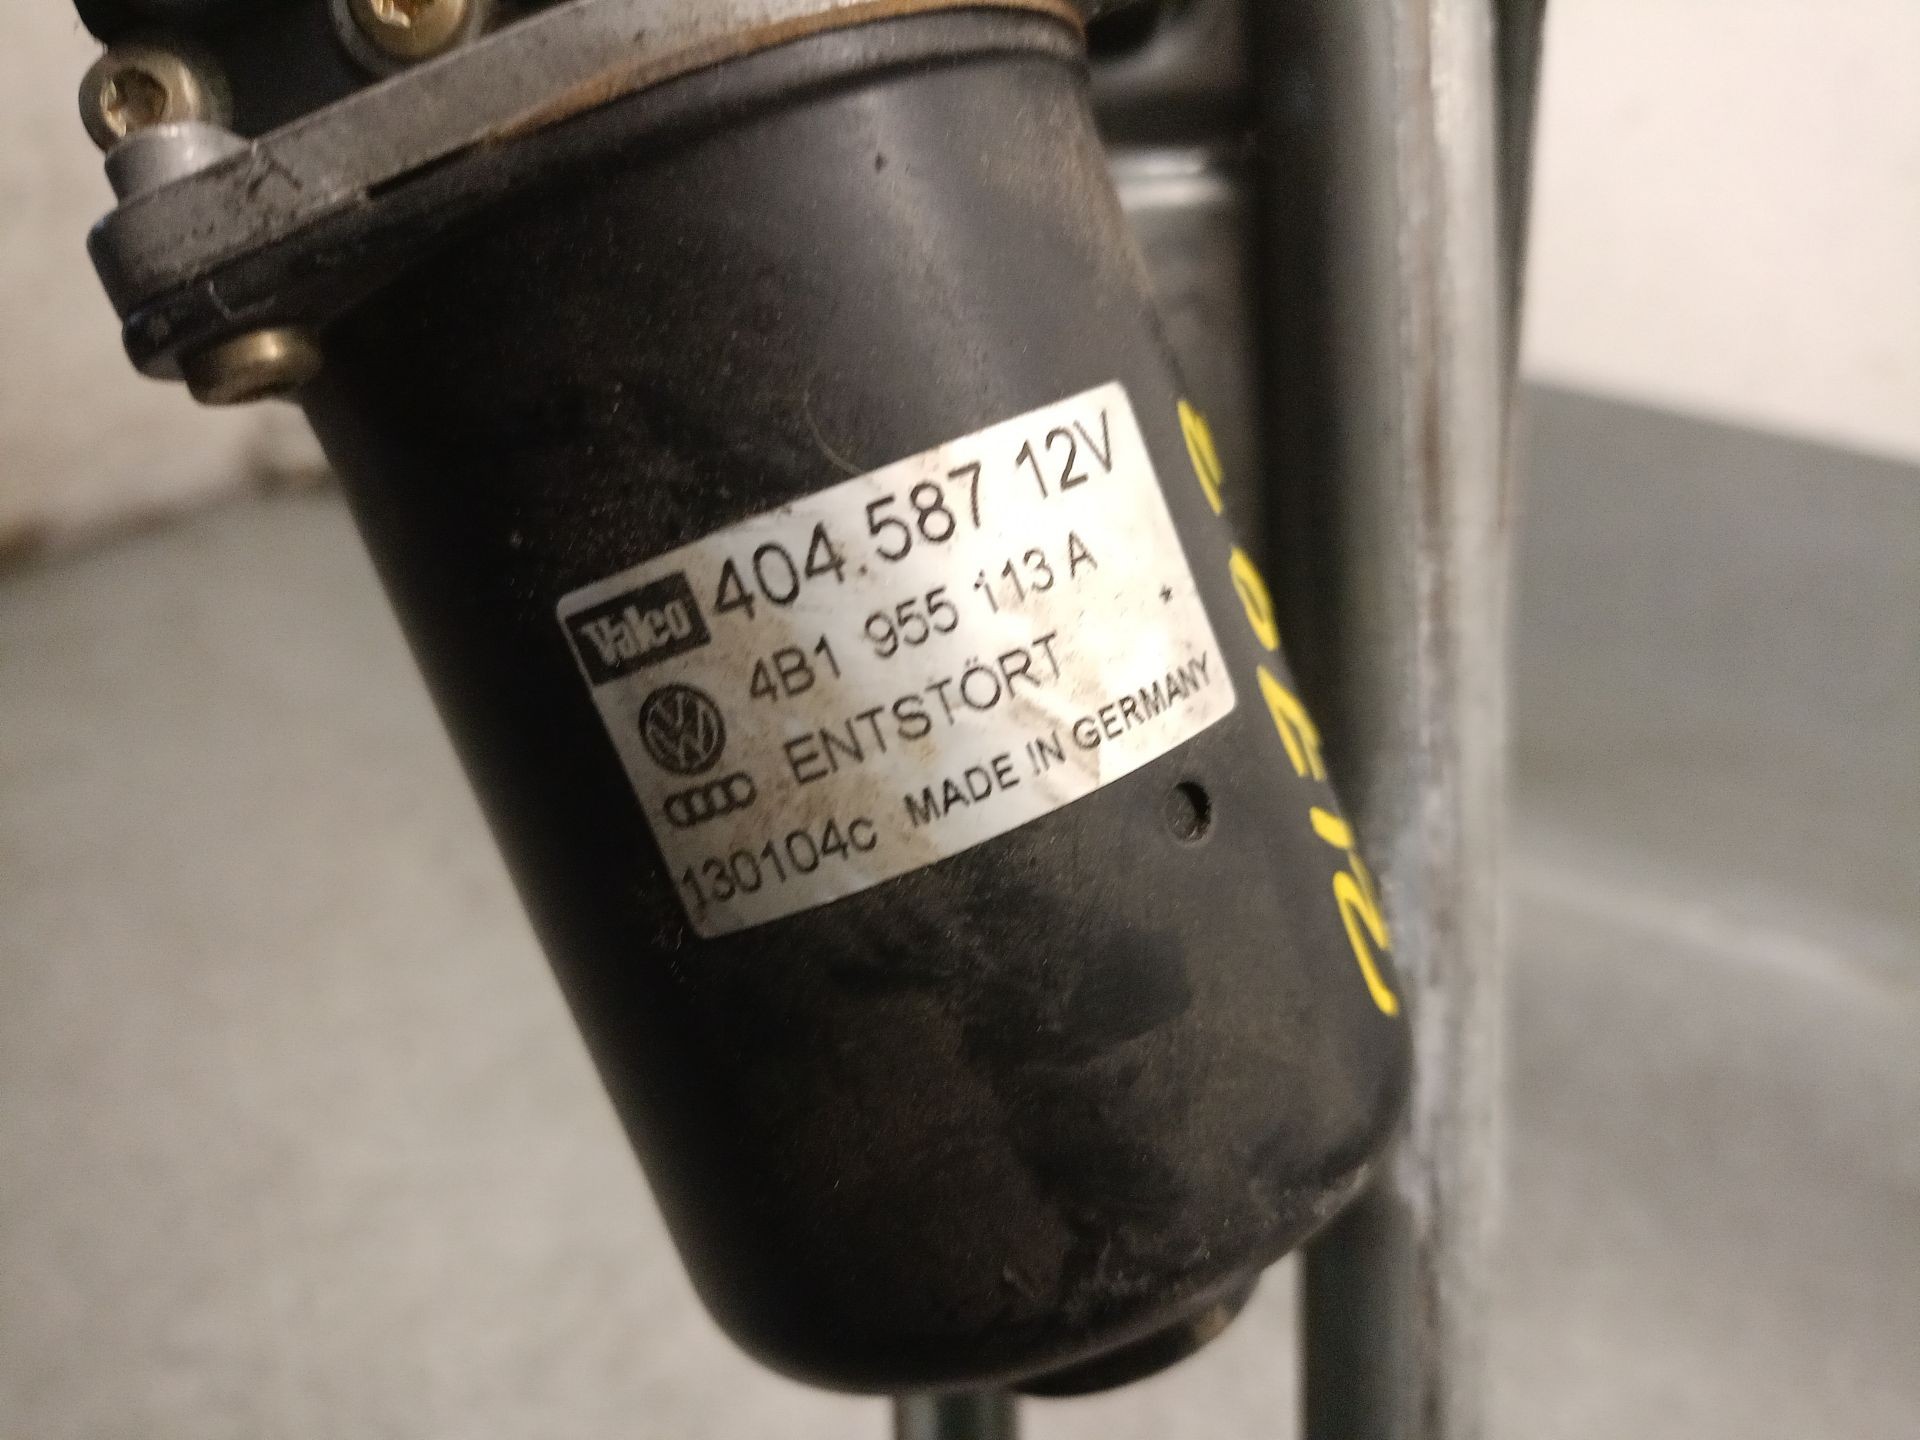 Valeo 404.587 12V
4B1 955 113 A
ENTSTÖRT
130104c MADE IN GERMANY